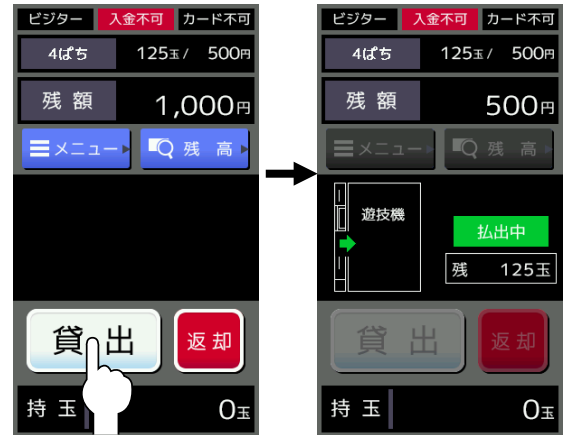 ビジター 入金不可 カード不可
4ぱち 125玉/ 500円
残額 1,000円
メニュー 残高
貸出 返却
持玉 0玉
ビジター 入金不可 カード不可
4ぱち 125玉/ 500円
残額 500円
メニュー 残高
遊技機
払出中
残 125玉
貸出 返却
持玉 0玉